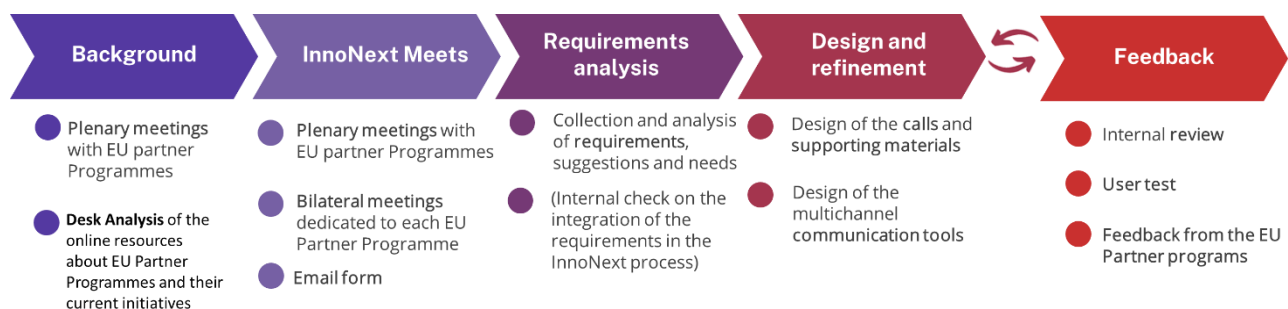 Background
Plenary meetings
with EU partner
Programmes
Desk Analysis of the
online resources
about EU Partner
Programmes and their
current initiatives
InnoNext Meets
Plenary meetings with
EU partner Programmes
Bilateral meetings
dedicated to each EU
Partner Programme
Email form
Requirements
analysis
Collection and analysis
of requirements,
suggestions and needs
(Internal check on the
integration of the
requirements in the
InnoNext process)
Design and
refinement
Design of the calls and
supporting materials
Design of the
multichannel
communication tools
Feedback
Internal review
User test
Feedback from the EU
Partner programs